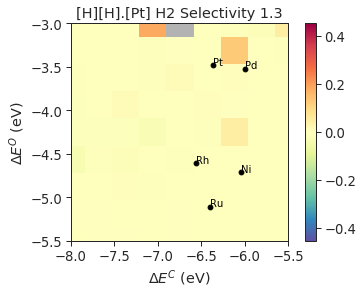 [H][H].[Pt] H2 Selectivity 1.3
−3.0
−3.5
−4.0
−4.5
−5.0
−5.5
ΔE^O (eV)
Pt
Pd
Rh
Ni
Ru
−8.0 −7.5 −7.0 −6.5 −6.0 −5.5
ΔE^C (eV)
0.4
0.2
0.0
−0.2
−0.4